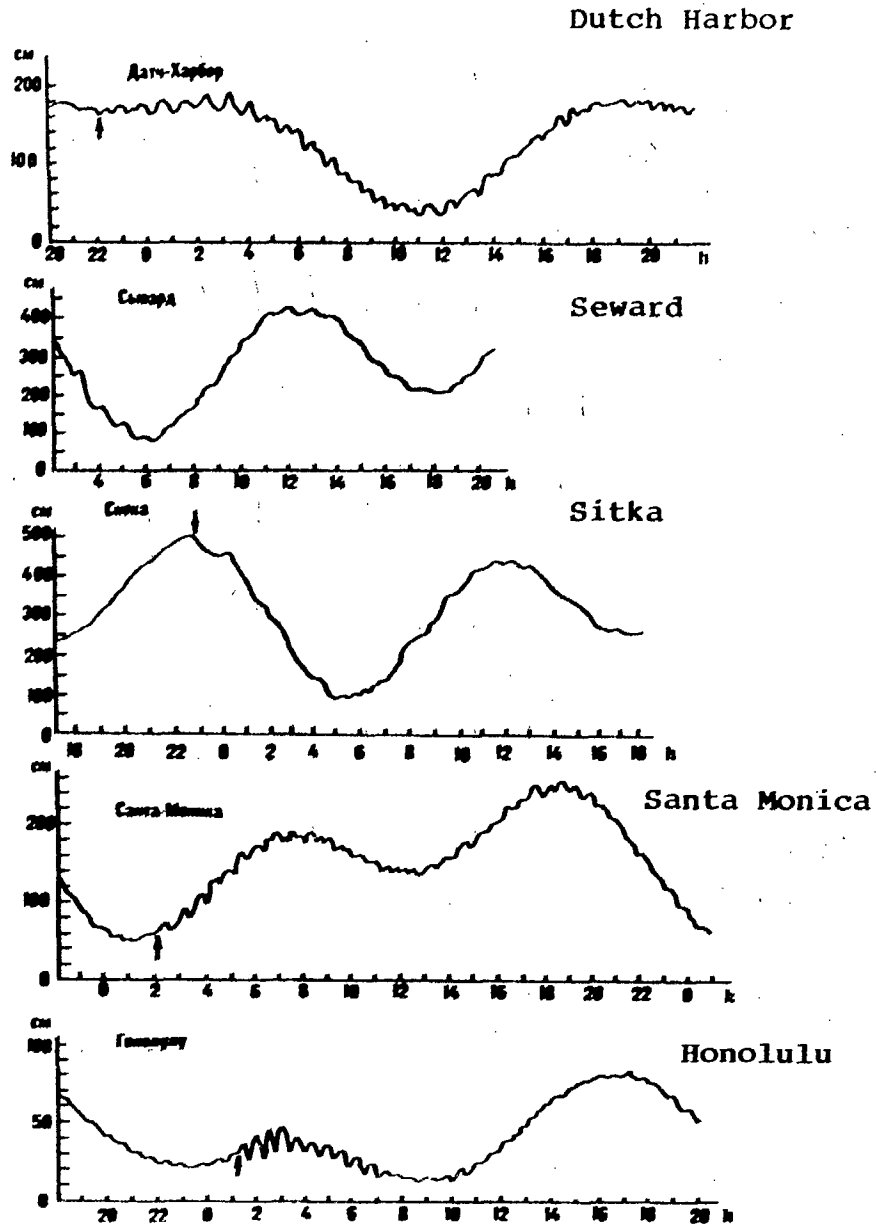 Dutch Harbor
см
Датч-Харбор
200
100
0
20 22 0 2 4 6 8 10 12 14 16 18 20 h
см
Сьюард
Seward
400
300
200
100
0
4 6 8 10 12 14 16 18 20 h
см
Ситка
Sitka
500
400
300
200
100
0
18 20 22 0 2 4 6 8 10 12 14 16 18 h
см
Санта-Моника
Santa Monica
200
100
0
0 2 4 6 8 10 12 14 16 18 20 22 0 h
см
Гонолулу
Honolulu
100
50
0
20 22 0 2 4 6 8 10 12 14 16 18 20 h